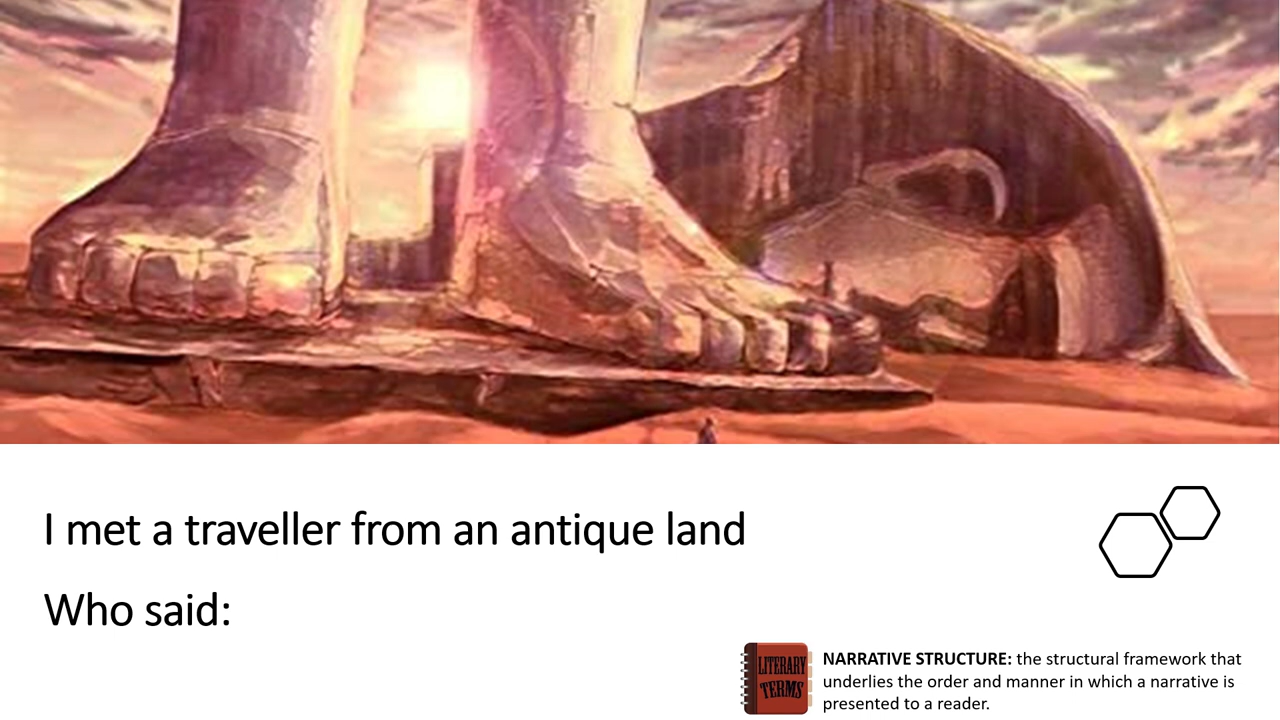 I met a traveller from an antique land
Who said:
LITERARY
TERMS
NARRATIVE STRUCTURE: the structural framework that
underlies the order and manner in which a narrative is
presented to a reader.